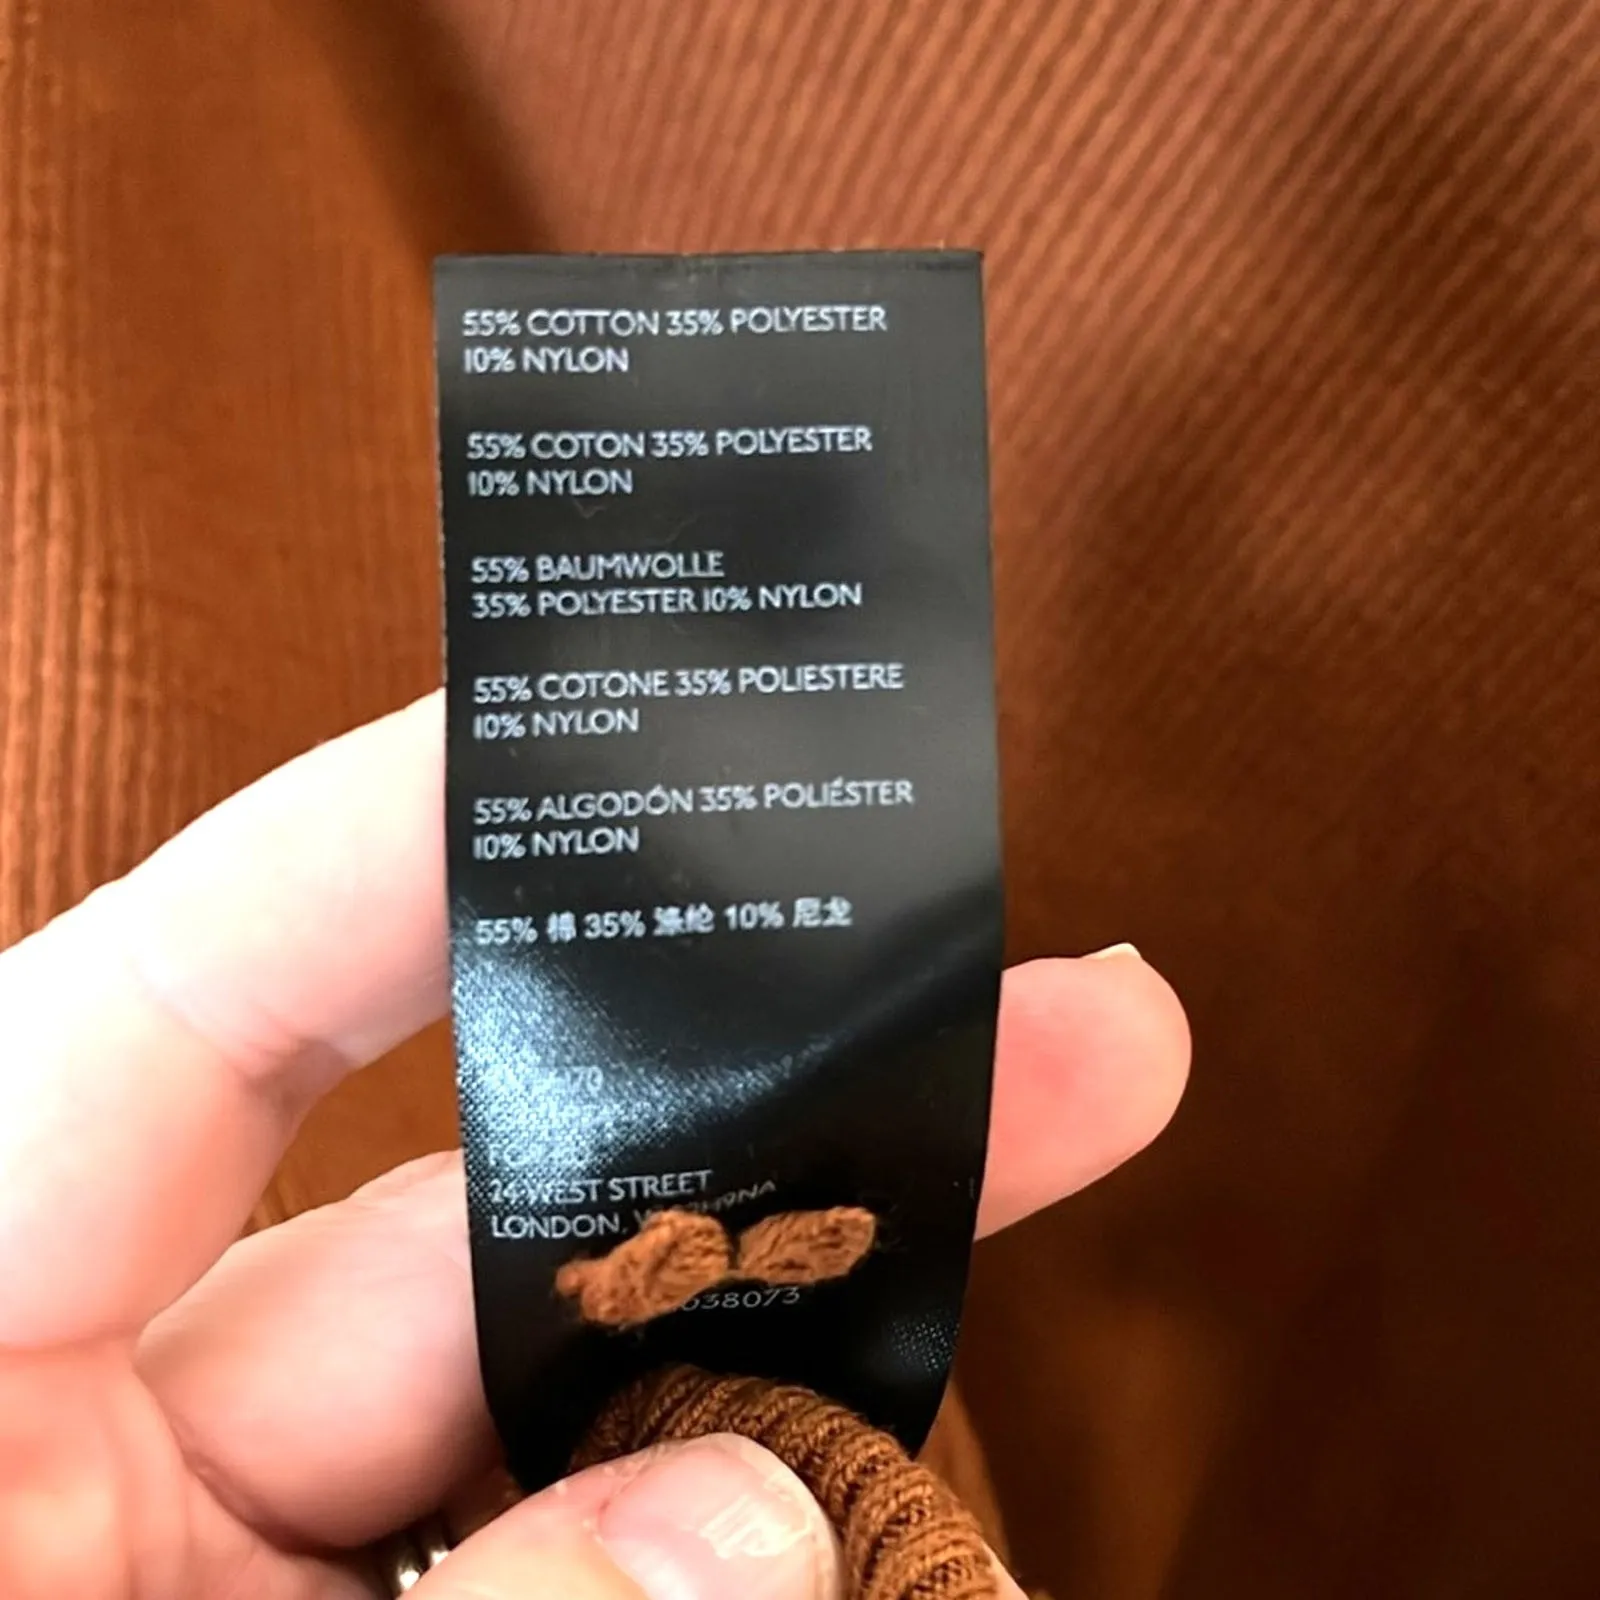 55% COTTON 35% POLYESTER
10% NYLON
55% COTON 35% POLYESTER
10% NYLON
55% BAUMWOLLE
35% POLYESTER 10% NYLON
55% COTONE 35% POLIESTERE
10% NYLON
55% ALGODÓN 35% POLIÉSTER
10% NYLON
55% 棉 35% 涤纶 10% 尼龙
24 WEST STREET
LONDON,